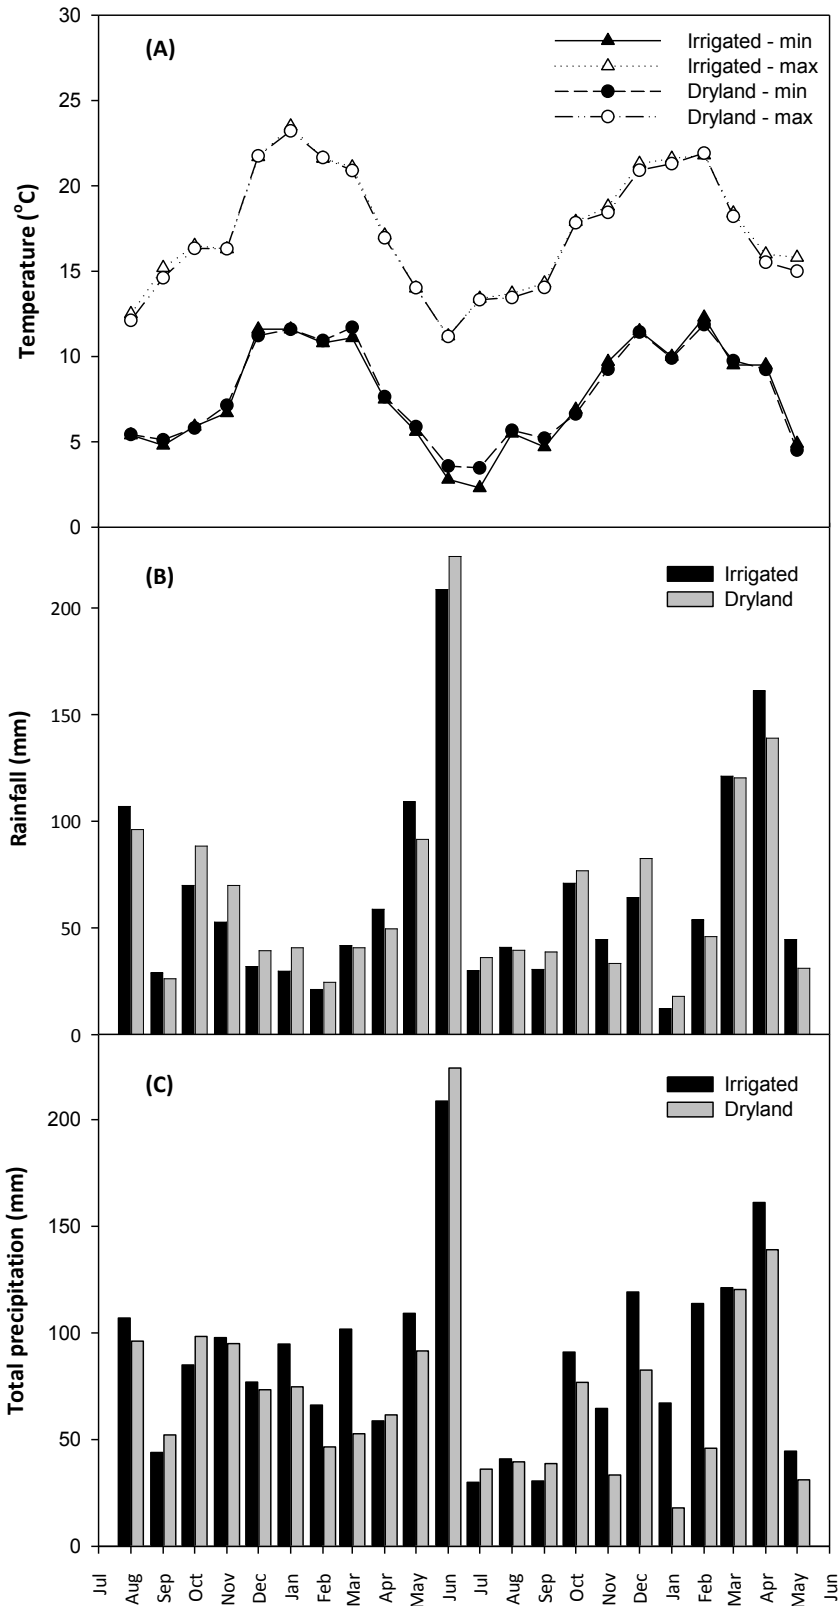 30
25
20
15
10
5
0
Temperature (°C)
(A)
Irrigated - min
Irrigated - max
Dryland - min
Dryland - max
200
150
100
50
0
Rainfall (mm)
(B)
Irrigated
Dryland
200
150
100
50
0
Total precipitation (mm)
(C)
Irrigated
Dryland
Jul Aug Sep Oct Nov Dec Jan Feb Mar Apr May Jun Jul Aug Sep Oct Nov Dec Jan Feb Mar Apr May Jun